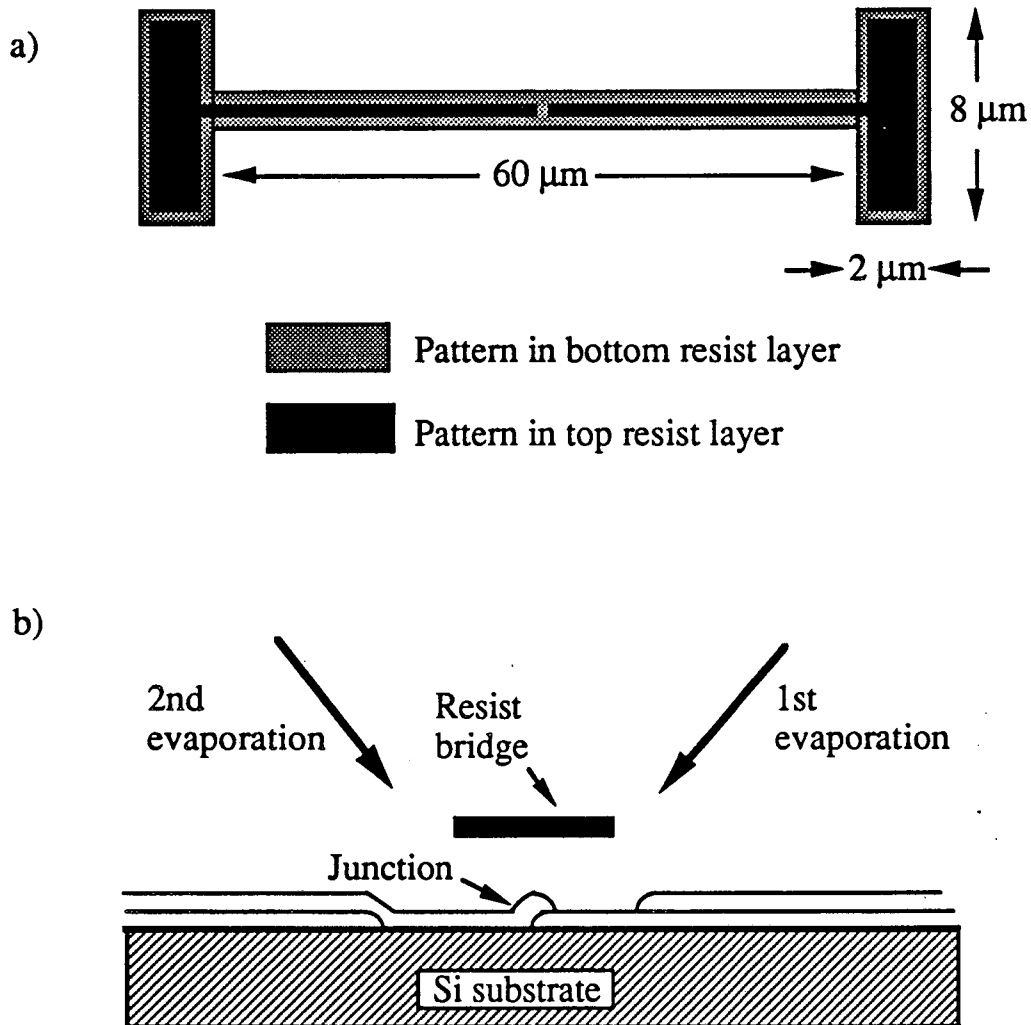 a)
8 μm
60 μm
2 μm
Pattern in bottom resist layer
Pattern in top resist layer
b)
2nd
evaporation
Resist
bridge
1st
evaporation
Junction
Si substrate